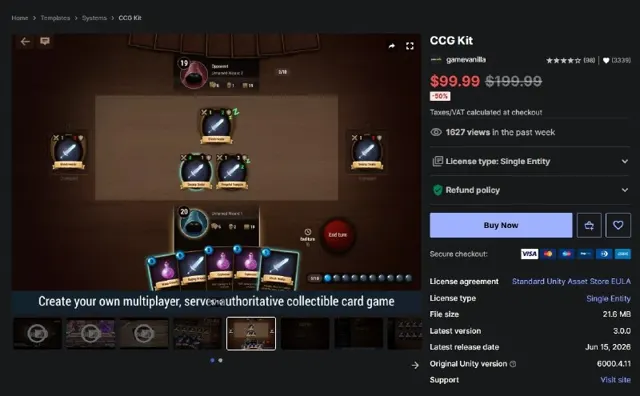 Home > Templates > Systems > CCG Kit
CCG Kit
gamevanilla
(98) | (3339)
$99.99 $199.99
-50%
Taxes/VAT calculated at checkout
1627 views in the past week
License type: Single Entity
Refund policy
Buy Now
Secure checkout:
VISA
License agreement Standard Unity Asset Store EULA
License type Single Entity
File size 21.6 MB
Latest version 3.0.0
Latest release date Jun 15, 2026
Original Unity version 6000.4.11
Support Visit site
19
Opponent
20
End turn
Create your own multiplayer, server-authoritative collectible card game